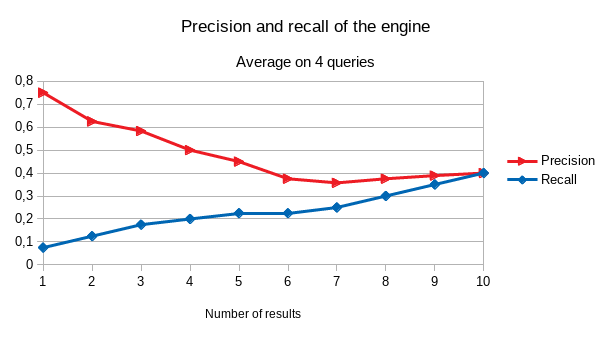 Precision and recall of the engine
Average on 4 queries
0,8
0,7
0,6
0,5
0,4
0,3
0,2
0,1
0
1 2 3 4 5 6 7 8 9 10
Number of results
Precision
Recall